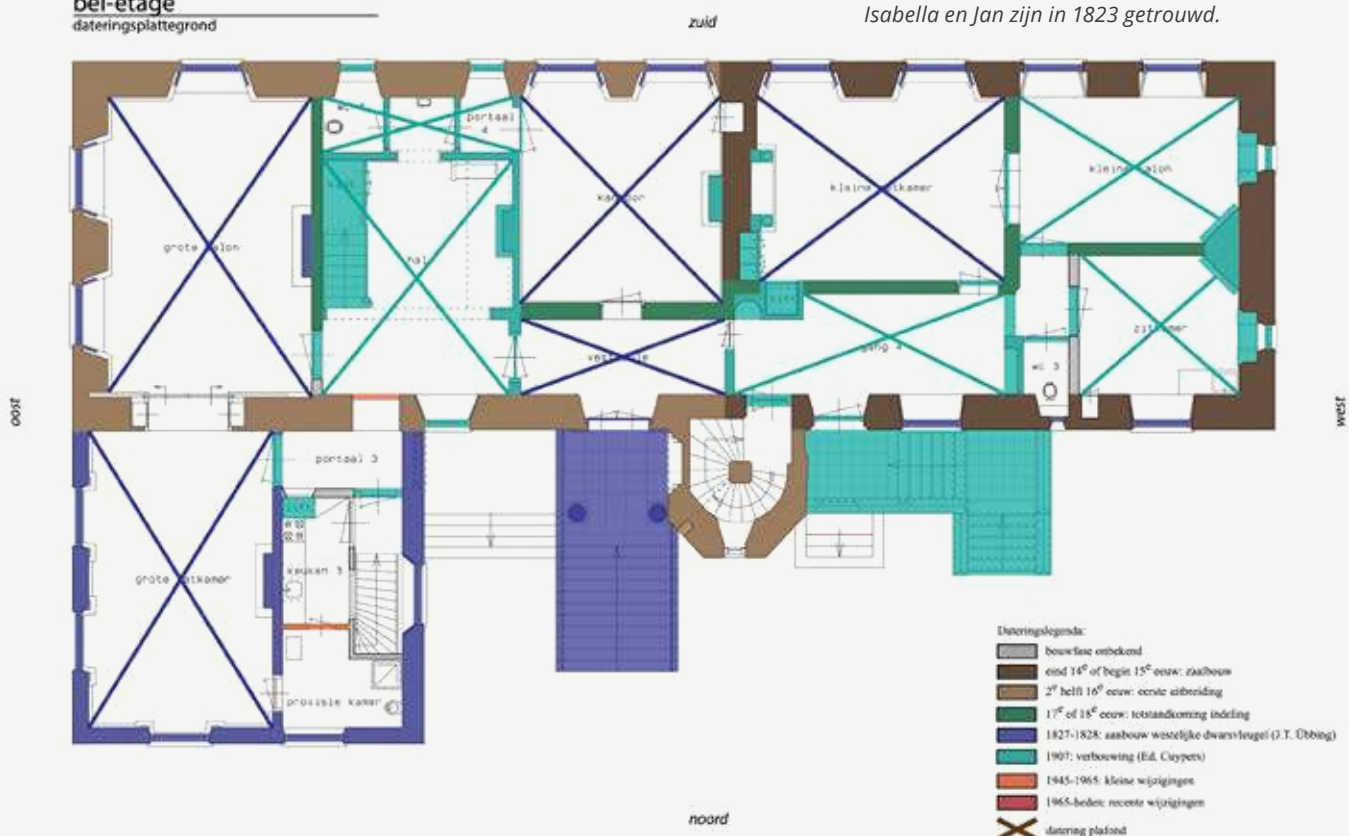 bel-etage
dateringsplattegrond
zuid
Isabella en Jan zijn in 1823 getrouwd.
portaal
4
grote salon
hal
kleine eetkamer
kleine salon
gang 4
zitkamer
wc 3
oost
west
portaal 3
keuken 3
grote eetkamer
provisie kamer
noord
Dateringslegenda:
bouwfase onbekend
eind 14e of begin 15e eeuw: zaalbouw
2e helft 16e eeuw: eerste uitbreiding
17e of 18e eeuw: totstandkoming indeling
1827-1828: aanbouw westelijke dwarsvleugel (J.T. Übbing)
1907: verbouwing (Ed. Cuypers)
1945-1965: kleine wijzigingen
1965-heden: recente wijzigingen
datering plafond